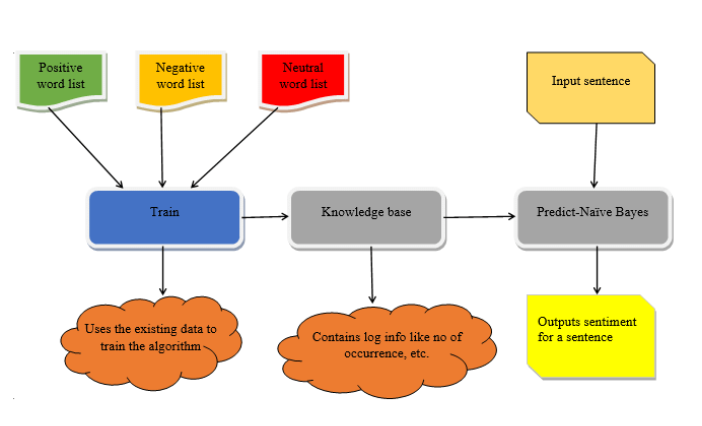 Positive
word list
Negative
word list
Neutral
word list
Input sentence
Train
Knowledge base
Predict-Naïve Bayes
Uses the existing data to
train the algorithm
Contains log info like no of
occurrence, etc.
Outputs sentiment
for a sentence